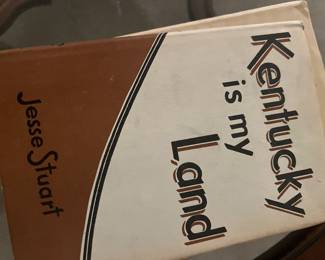 Kentucky
is my
Land
Jesse Stuart